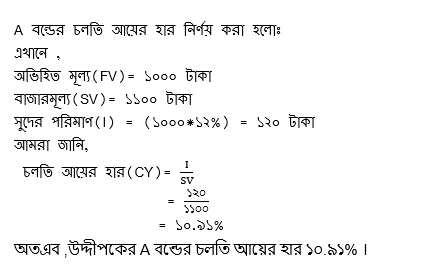 A বন্ডের চলতি আয়ের হার নির্ণয় করা হলোঃ
এখানে ,
অভিহিত মূল্য(FV)= ১০০০ টাকা
বাজারমূল্য(SV)= ১১০০ টাকা
সুদের পরিমাণ(I) = (১০০০*১২%) = ১২০ টাকা
আমরা জানি,
চলতি আয়ের হার(CY)= I/SV
= ১২০/১১০০
= ১০.৯১%
অতএব ,উদ্দীপকের A বন্ডের চলতি আয়ের হার ১০.৯১% ।